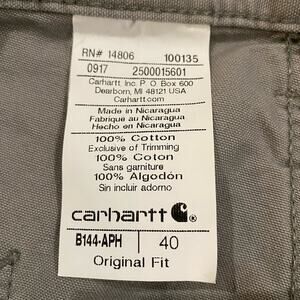 RN# 14806 100135
0917 2500015601
Carhartt, Inc. P.O. Box 600
Dearborn, MI 48121 USA
Carhartt.com
Made in Nicaragua
Fabriqué au Nicaragua
Hecho en Nicaragua
100% Cotton
Exclusive of Trimming
100% Coton
Sans garniture
100% Algodón
Sin incluir adorno
carhartt
B144-APH 40
Original Fit